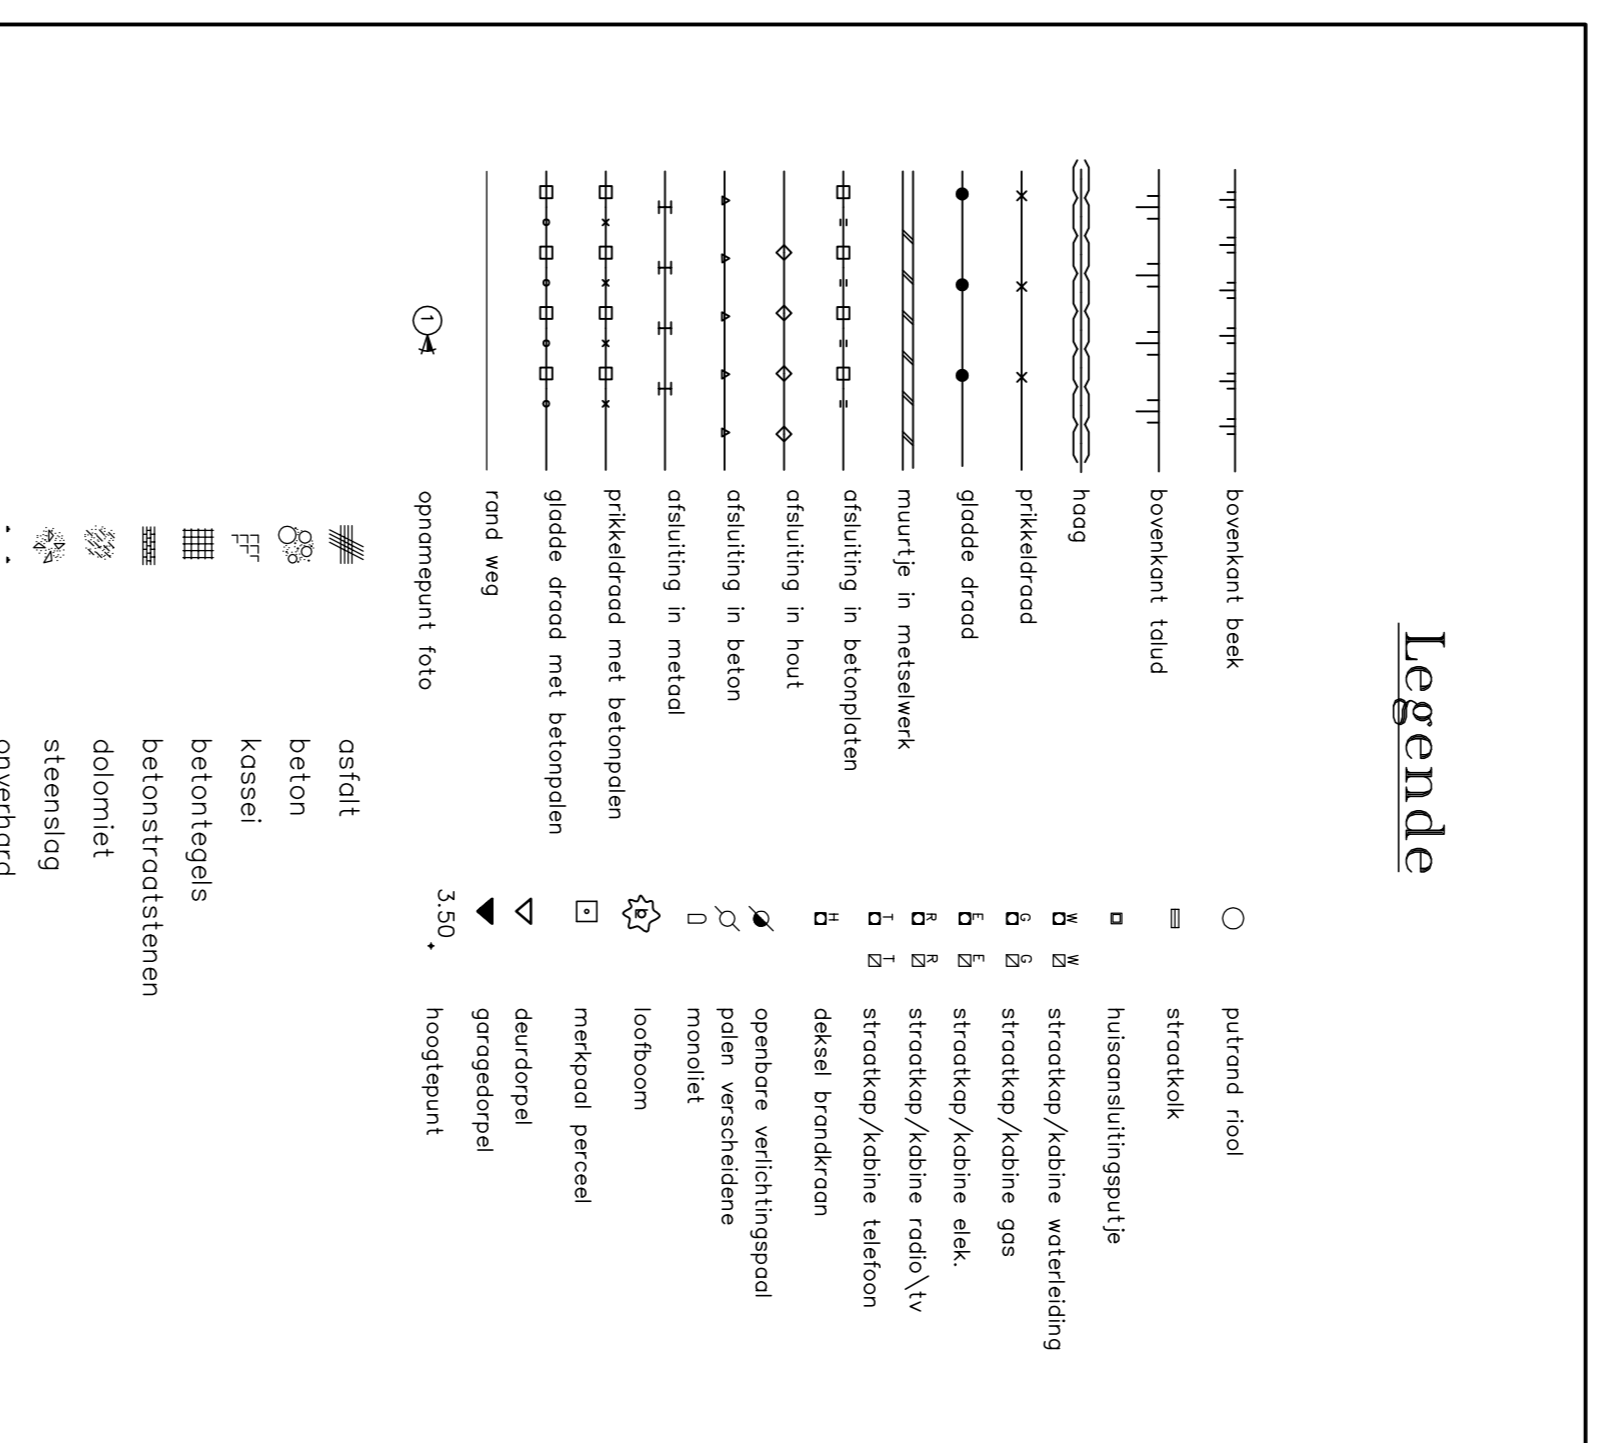 Legende
bovenkant beek
bovenkant talud
haag
prikkeldraad
gladde draad
muurtje in metselwerk
afsluiting in betonplaten
afsluiting in hout
afsluiting in beton
afsluiting in metaal
prikkeldraad met betonpalen
gladde draad met betonpalen
rand weg
1 opnamepunt foto
putrand riool
straatkolk
huisaansluitingsputje
W W straatkap/kabine waterleiding
G G straatkap/kabine gas
E E straatkap/kabine elek.
R R straatkap/kabine radio\tv
T T straatkap/kabine telefoon
H deksel brandkraan
openbare verlichtingspaal
palen verscheidene
monoliet
loofboom
merkpaal perceel
deurdorpel
garagedorpel
3.50 hoogtepunt
asfalt
beton
kassei
betontegels
betonstraatstenen
dolomiet
steenslag
onverhard